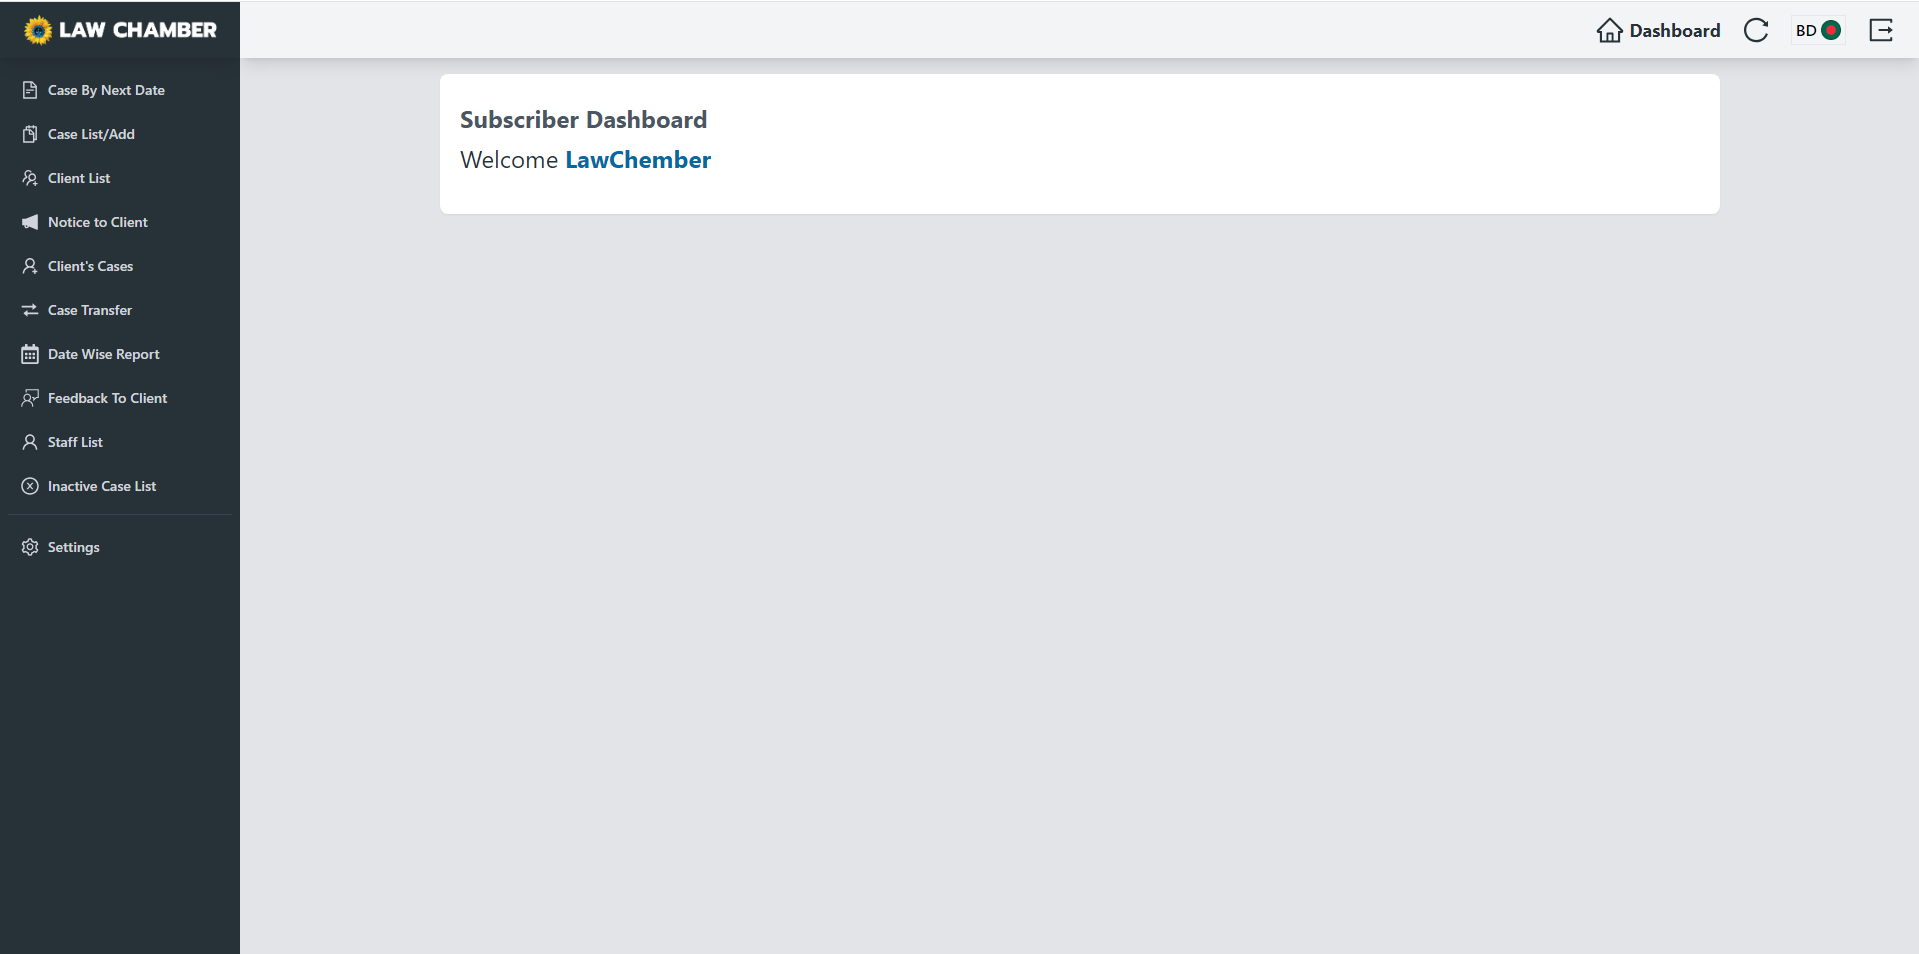 LAW CHAMBER
Dashboard
BD
Case By Next Date
Case List/Add
Client List
Notice to Client
Client's Cases
Case Transfer
Date Wise Report
Feedback To Client
Staff List
Inactive Case List
Settings
Subscriber Dashboard
Welcome LawChember